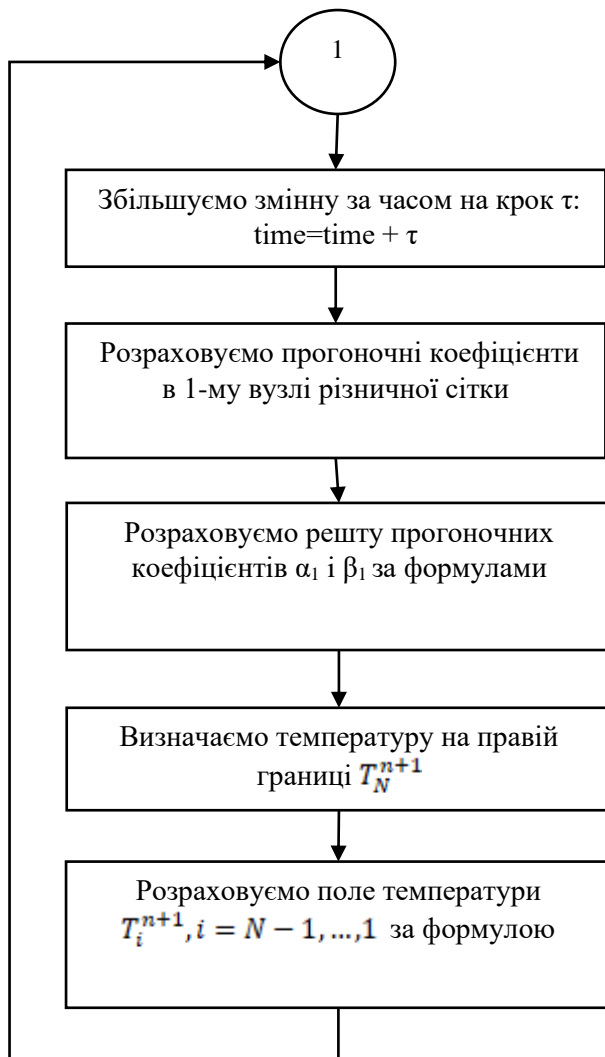 1
Збільшуємо змінну за часом на крок τ:
time=time + τ
Розраховуємо прогоночні коефіцієнти
в 1-му вузлі різничної сітки
Розраховуємо решту прогоночних
коефіцієнтів α₁ і β₁ за формулами
Визначаємо температуру на правій
границі $T_N^{n+1}$
Розраховуємо поле температури
$T_i^{n+1}, i = N - 1, \dots, 1$ за формулою